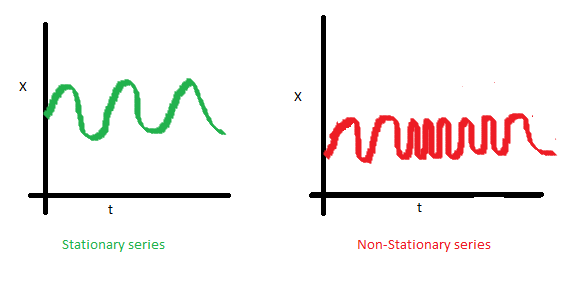 X
t
Stationary series
X
t
Non-Stationary series